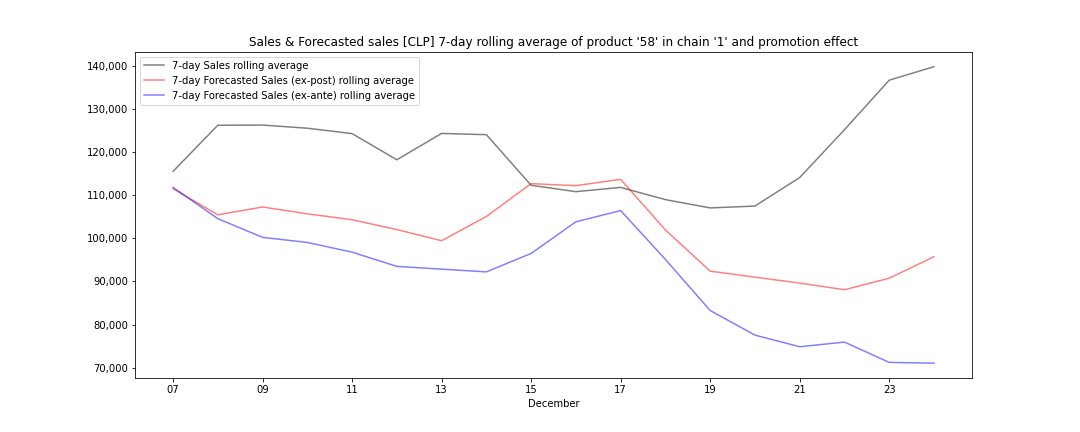 Sales & Forecasted sales [CLP] 7-day rolling average of product '58' in chain '1' and promotion effect
7-day Sales rolling average
7-day Forecasted Sales (ex-post) rolling average
7-day Forecasted Sales (ex-ante) rolling average
140,000
130,000
120,000
110,000
100,000
90,000
80,000
70,000
07 09 11 13 15 17 19 21 23
December